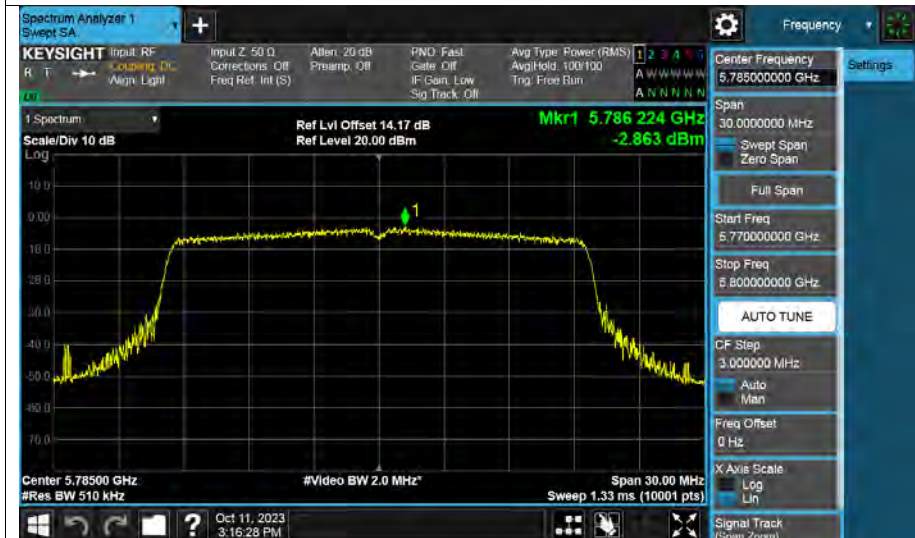 Spectrum Analyzer 1
Swept SA
+
Frequency
KEYSIGHT Input: RF
R T
Coupling: DC
Align: Light
Input Z: 50 Ω
Corrections: Off
Freq Ref: Int (S)
Atten: 20 dB
Preamp: Off
PNO: Fast
Gate: Off
IF Gain: Low
Sig Track: Off
Avg Type: Power (RMS)
Avg|Hold: 100/100
Trig: Free Run
1 2 3 4 5 6
A W W W W W
A N N N N N
1 Spectrum
Scale/Div 10 dB
Log
Ref Lvl Offset 14.17 dB
Ref Level 20.00 dBm
Mkr1 5.786 224 GHz
-2.863 dBm
10.0
0.00
-10.0
-20.0
-30.0
-40.0
-50.0
-60.0
-70.0
1
Center 5.78500 GHz
#Res BW 510 kHz
#Video BW 2.0 MHz*
Span 30.00 MHz
Sweep 1.33 ms (10001 pts)
?
Oct 11, 2023
3:16:28 PM
Center Frequency
5.785000000 GHz
Settings
Span
30.0000000 MHz
Swept Span
Zero Span
Full Span
Start Freq
5.770000000 GHz
Stop Freq
5.800000000 GHz
AUTO TUNE
CF Step
3.000000 MHz
Auto
Man
Freq Offset
0 Hz
X Axis Scale
Log
Lin
Signal Track
(Span Zoom)